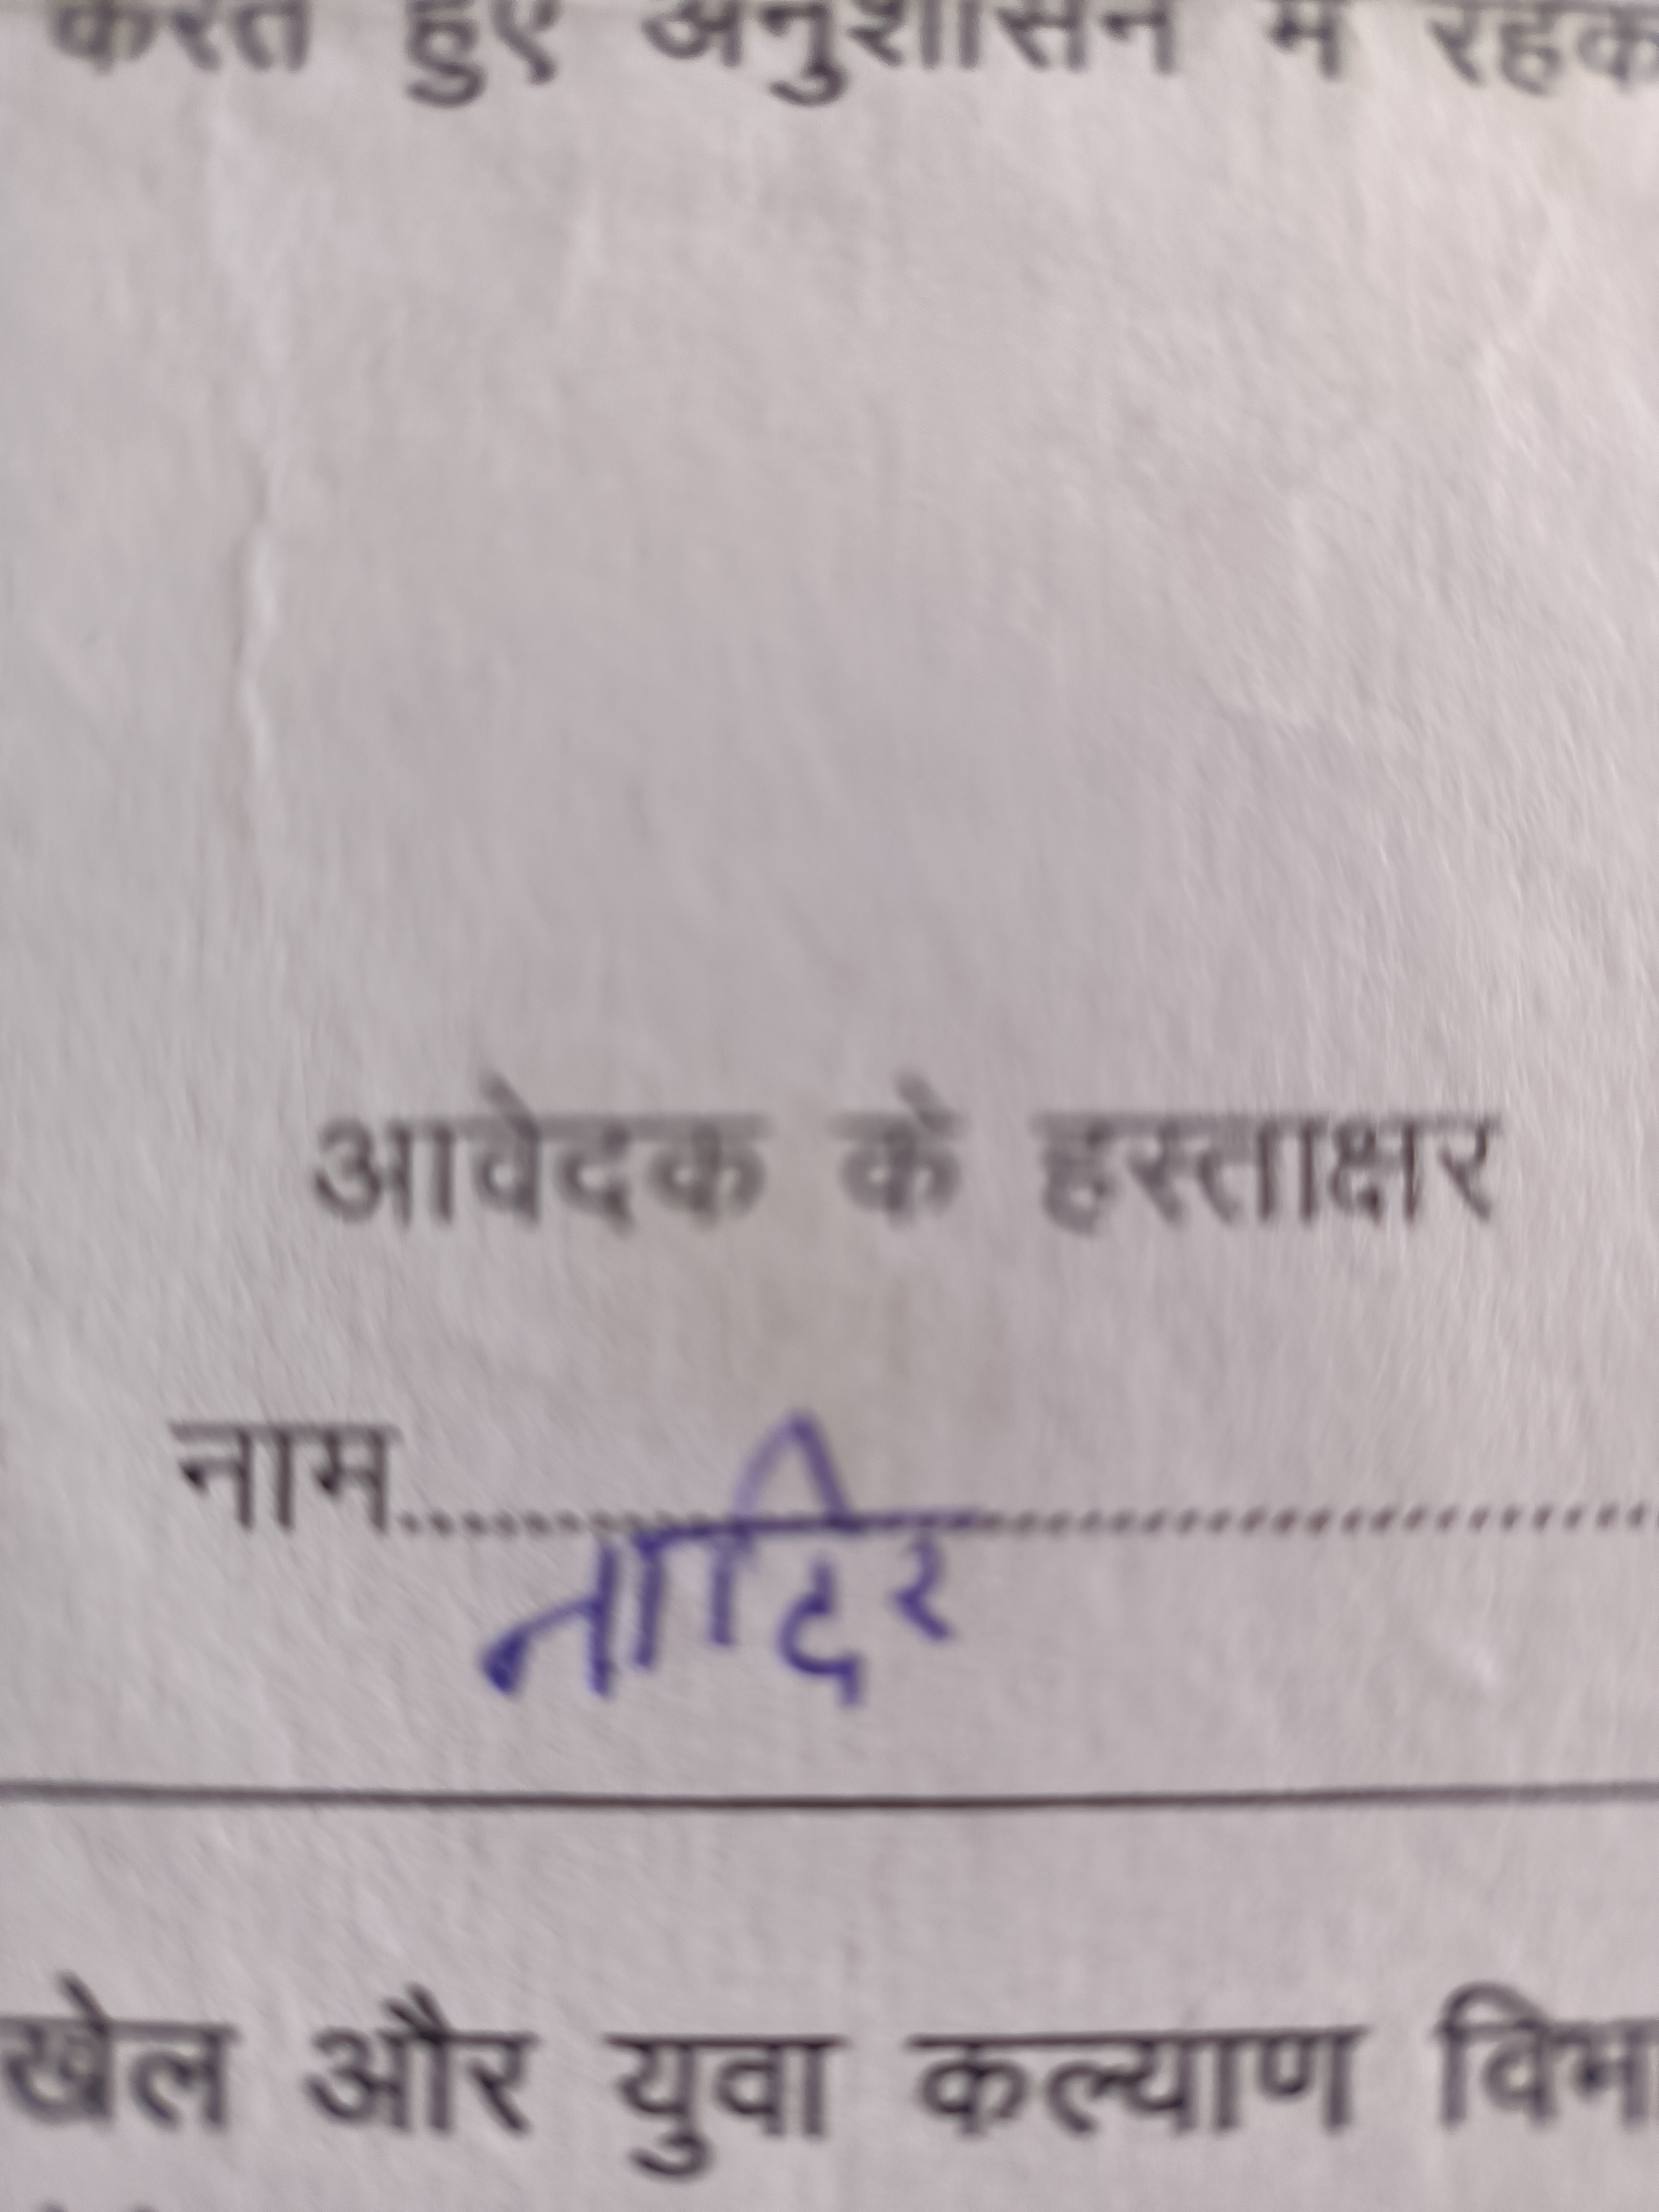 करते हुए अनुशासन में रहक
आवेदक के हस्ताक्षर
नाम....................................................
नादिर
खेल और युवा कल्याण विभा